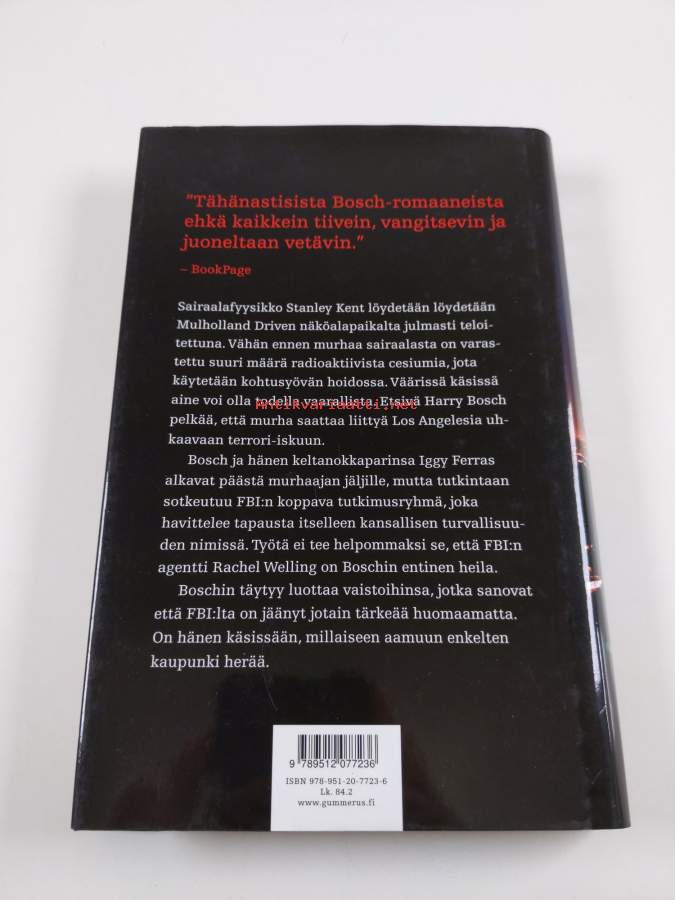 ”Tähänastisista Bosch-romaaneista
ehkä kaikkein tiivein, vangitsevin ja
juoneltaan vetävin.”
– BookPage
Sairaalafyysikko Stanley Kent löydetään löydetään
Mulholland Driven näköalapaikalta julmasti teloi-
tettuna. Vähän ennen murhaa sairaalasta on varas-
tettu suuri määrä radioaktiivista cesiumia, jota
käytetään kohtusyövän hoidossa. Väärissä käsissä
aine voi olla todella vaarallista. Etsivä Harry Bosch
Antikvariaatti.net
pelkää, että murha saattaa liittyä Los Angelesia uh-
kaavaan terrori-iskuun.
Bosch ja hänen keltanokkaparinsa Iggy Ferras
alkavat päästä murhaajan jäljille, mutta tutkintaan
sotkeutuu FBI:n koppava tutkimusryhmä, joka
havittelee tapausta itselleen kansallisen turvallisuu-
den nimissä. Työtä ei tee helpommaksi se, että FBI:n
agentti Rachel Welling on Boschin entinen heila.
Boschin täytyy luottaa vaistoihinsa, jotka sanovat
että FBI:lta on jäänyt jotain tärkeää huomaamatta.
On hänen käsissään, millaiseen aamuun enkelten
kaupunki herää.
9 789512 077236
ISBN 978-951-20-7723-6
Lk. 84.2
www.gummerus.fi